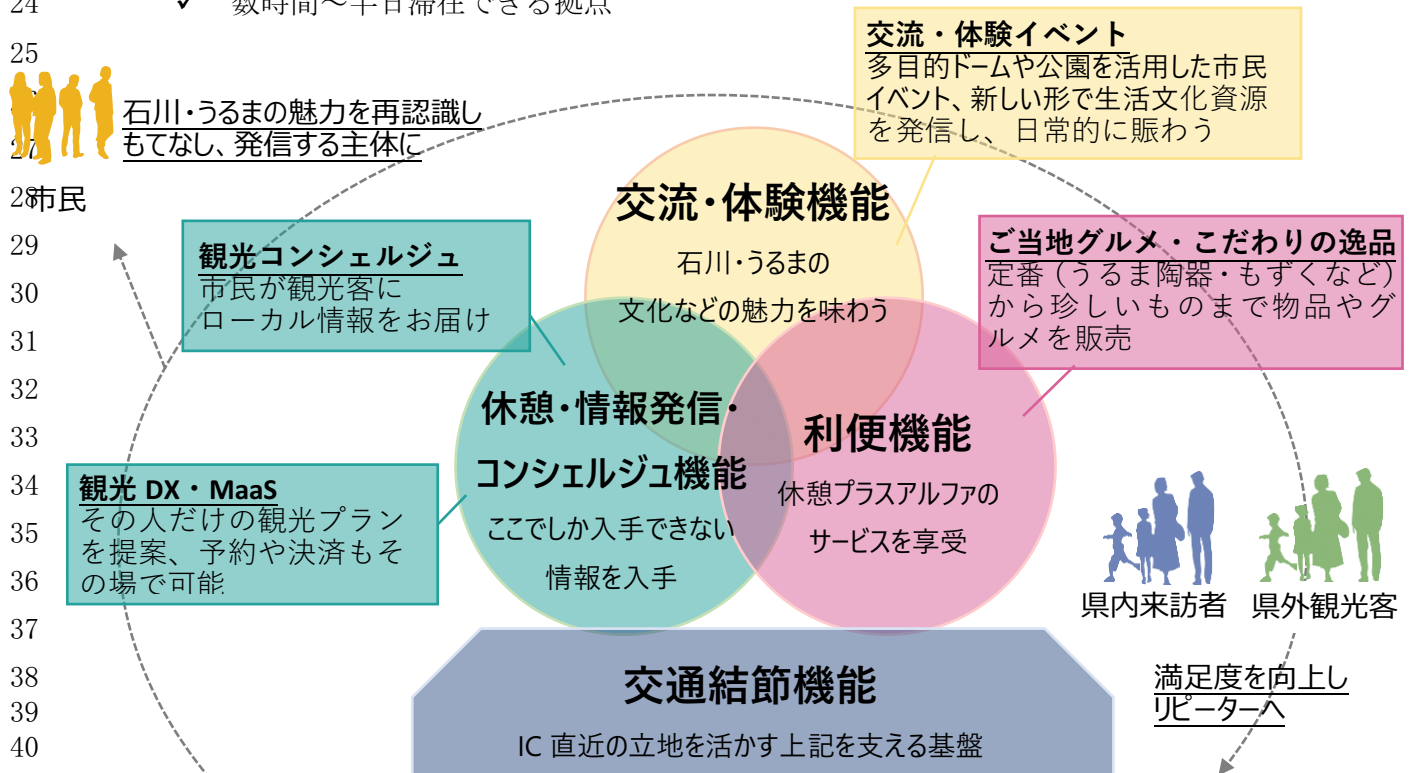 24 ✓ 数時間～半日滞在できる拠点
25
石川・うるまの魅力を再認識し
27 もてなし、発信する主体に
28 市民
交流・体験イベント
多目的ドームや公園を活用した市民
イベント、新しい形で生活文化資源
を発信し、日常的に賑わう
交流・体験機能
石川・うるまの
文化などの魅力を味わう
29
30
31
32
33
34
35
36
37
38
39
40
観光コンシェルジュ
市民が観光客に
ローカル情報をお届け
ご当地グルメ・こだわりの逸品
定番（うるま陶器・もずくなど）
から珍しいものまで物品やグ
ルメを販売
休憩・情報発信・
コンシェルジュ機能
ここでしか入手できない
情報を入手
利便機能
休憩プラスアルファの
サービスを享受
観光 DX・MaaS
その人だけの観光プラン
を提案、予約や決済もそ
の場で可能
県内来訪者 県外観光客
満足度を向上し
リピーターへ
交通結節機能
IC 直近の立地を活かす上記を支える基盤